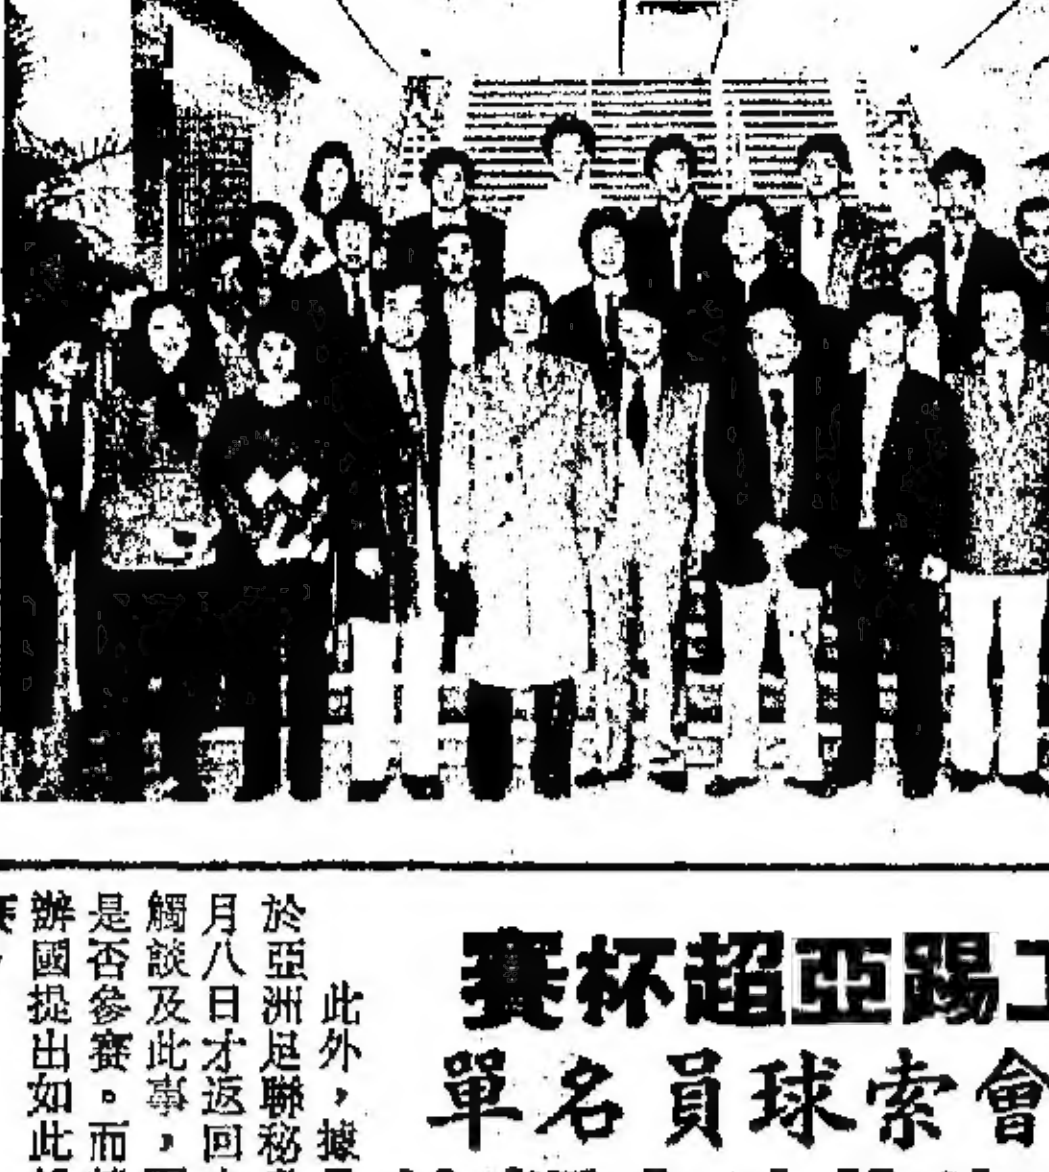 踢亞超杯賽
會索球員名單
此外，據
於亞洲足聯秘
月八日才返回
觸談及此事，
是否參賽。而
辦國提出如此